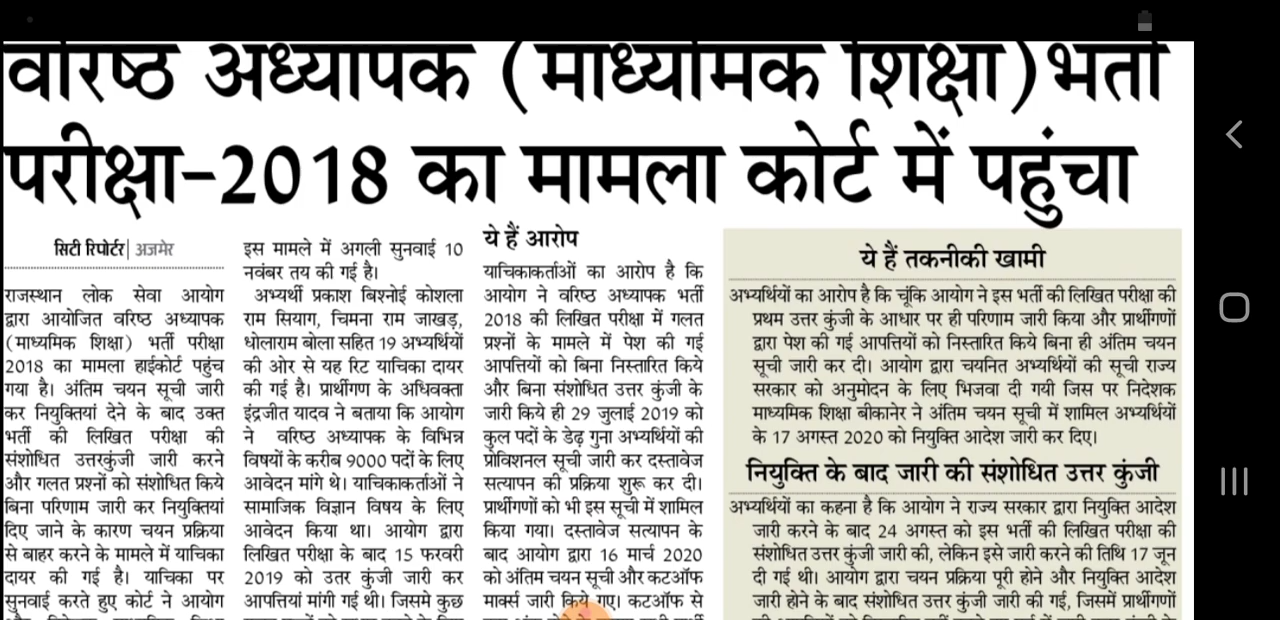 वरिष्ठ अध्यापक (माध्यमिक शिक्षा)भर्ती
परीक्षा-2018 का मामला कोर्ट में पहुंचा
सिटी रिपोर्टर| अजमेर
राजस्थान लोक सेवा आयोग
द्वारा आयोजित वरिष्ठ अध्यापक
(माध्यमिक शिक्षा) भर्ती परीक्षा
2018 का मामला हाईकोर्ट पहुंच
गया है। अंतिम चयन सूची जारी
कर नियुक्तियां देने के बाद उक्त
भर्ती की लिखित परीक्षा की
संशोधित उत्तरकुंजी जारी करने
और गलत प्रश्नों को संशोधित किये
बिना परिणाम जारी कर नियुक्तियां
दिए जाने के कारण चयन प्रक्रिया
से बाहर करने के मामले में याचिका
दायर की गई है। याचिका पर
सुनवाई करते हुए कोर्ट ने आयोग
इस मामले में अगली सुनवाई 10
नवंबर तय की गई है।
अभ्यर्थी प्रकाश बिश्नोई कोशला
राम सियाग, चिमना राम जाखड़,
धोलाराम बोला सहित 19 अभ्यर्थियों
की ओर से यह रिट याचिका दायर
की गई है। प्रार्थीगण के अधिवक्ता
इंद्रजीत यादव ने बताया कि आयोग
ने वरिष्ठ अध्यापक के विभिन्न
विषयों के करीब 9000 पदों के लिए
आवेदन मांगे थे। याचिकाकर्ताओं ने
सामाजिक विज्ञान विषय के लिए
आवेदन किया था। आयोग द्वारा
लिखित परीक्षा के बाद 15 फरवरी
2019 को उतर कुंजी जारी कर
आपत्तियां मांगी गई थी। जिसमे कुछ
ये हैं आरोप
याचिकाकर्ताओं का आरोप है कि
आयोग ने वरिष्ठ अध्यापक भर्ती
2018 की लिखित परीक्षा में गलत
प्रश्नों के मामले में पेश की गई
आपत्तियों को बिना निस्तारित किये
और बिना संशोधित उत्तर कुंजी के
जारी किये ही 29 जुलाई 2019 को
कुल पदों के डेढ़ गुना अभ्यर्थियों की
प्रोविशनल सूची जारी कर दस्तावेज
सत्यापन की प्रक्रिया शुरू कर दी।
प्रार्थीगणों को भी इस सूची में शामिल
किया गया। दस्तावेज सत्यापन के
बाद आयोग द्वारा 16 मार्च 2020
को अंतिम चयन सूची और कटऑफ
मार्क्स जारी किये गए। कटऑफ से
ये हैं तकनीकी खामी
अभ्यर्थियों का आरोप है कि चूंकि आयोग ने इस भर्ती की लिखित परीक्षा की
प्रथम उत्तर कुंजी के आधार पर ही परिणाम जारी किया और प्रार्थीगणों
द्वारा पेश की गई आपत्तियों को निस्तारित किये बिना ही अंतिम चयन
सूची जारी कर दी। आयोग द्वारा चयनित अभ्यर्थियों की सूची राज्य
सरकार को अनुमोदन के लिए भिजवा दी गयी जिस पर निदेशक
माध्यमिक शिक्षा बीकानेर ने अंतिम चयन सूची में शामिल अभ्यर्थियों
के 17 अगस्त 2020 को नियुक्ति आदेश जारी कर दिए।
नियुक्ति के बाद जारी की संशोधित उत्तर कुंजी
अभ्यर्थियों का कहना है कि आयोग ने राज्य सरकार द्वारा नियुक्ति आदेश
जारी करने के बाद 24 अगस्त को इस भर्ती की लिखित परीक्षा की
संशोधित उत्तर कुंजी जारी की, लेकिन इसे जारी करने की तिथि 17 जून
दी गई थी। आयोग द्वारा चयन प्रक्रिया पूरी होने और नियुक्ति आदेश
जारी होने के बाद संशोधित उत्तर कुंजी जारी की गई, जिसमें प्रार्थीगणों